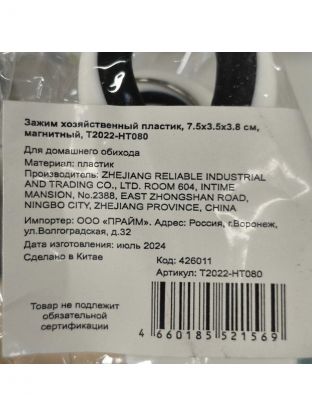 Зажим хозяйственный пластик, 7.5х3.5х3.8 см,
магнитный, T2022-HT080
Для домашнего обихода
Материал: пластик
Производитель: ZHEJIANG RELIABLE INDUSTRIAL
AND TRADING CO., LTD. ROOM 604, INTIME
MANSION, No.2388, EAST ZHONGSHAN ROAD,
NINGBO CITY, ZHEJIANG PROVINCE, CHINA
Импортер: ООО «ПРАЙМ». Адрес: Россия, г.Воронеж,
ул.Волгоградская, д.32
Дата изготовления: июль 2024
Сделано в Китае
Код: 426011
Артикул: T2022-HT080
Товар не подлежит
обязательной
сертификации
4 660185 521569